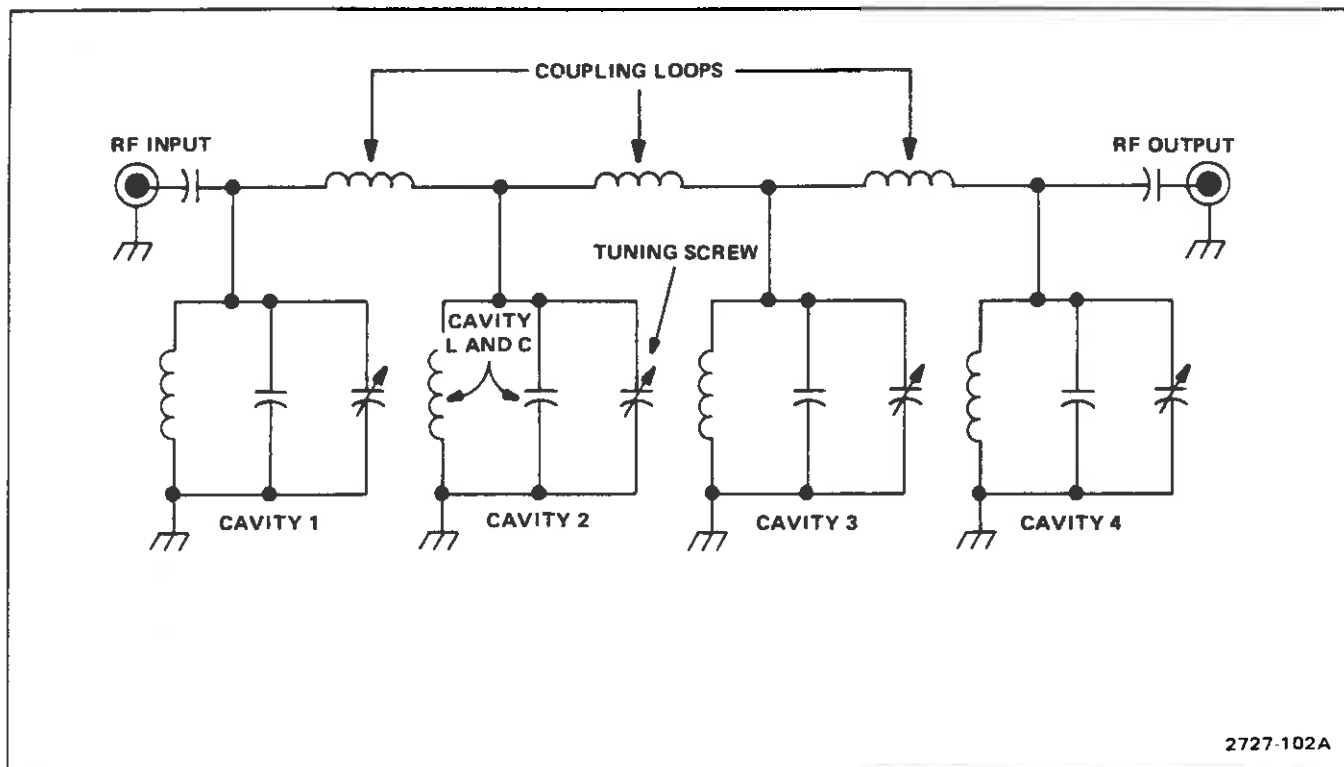 COUPLING LOOPS
RF INPUT
RF OUTPUT
TUNING SCREW
CAVITY
L AND C
CAVITY 1
CAVITY 2
CAVITY 3
CAVITY 4
2727-102A